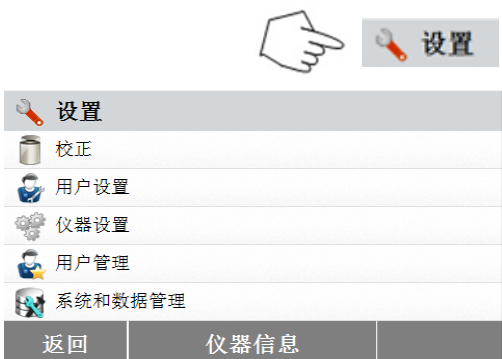 设置
设置
校正
用户设置
仪器设置
用户管理
系统和数据管理
返回 仪器信息